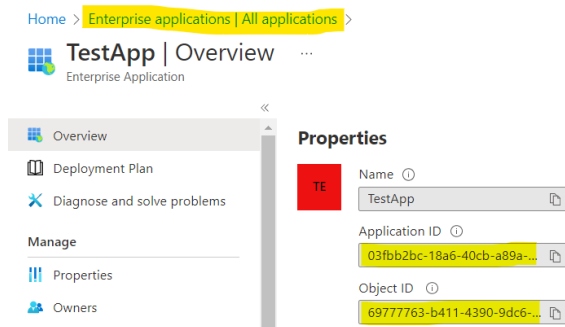 Home > Enterprise applications | All applications >
TestApp | Overview ...
Enterprise Application
«
Overview
Deployment Plan
Diagnose and solve problems
Manage
Properties
Owners
Properties
TE
Name
TestApp
Application ID
03fbb2bc-18a6-40cb-a89a-...
Object ID
69777763-b411-4390-9dc6-...